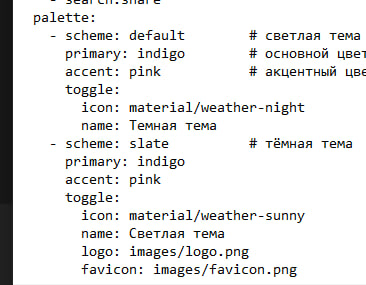 - search.share
palette:
- scheme: default # светлая тема
primary: indigo # основной цвет
accent: pink # акцентный цве
toggle:
icon: material/weather-night
name: Темная тема
- scheme: slate # тёмная тема
primary: indigo
accent: pink
toggle:
icon: material/weather-sunny
name: Светлая тема
logo: images/logo.png
favicon: images/favicon.png